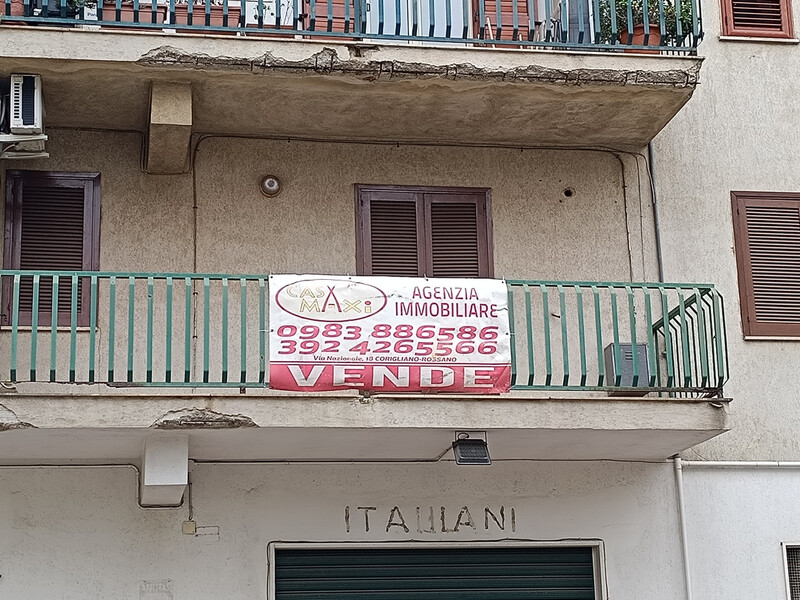 CASA
MAXi
AGENZIA
IMMOBILIARE
0983 886586
392 4265566
Via Nazionale, 18 CORIGLIANO-ROSSANO
VENDE
ITALIANI